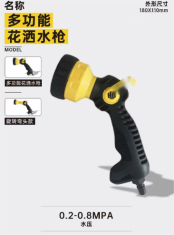 名称
多功能
花洒水枪
MODEL
外形尺寸
180X110mm
多功能花洒水枪
旋转弯头款
0.2-0.8MPA
水压